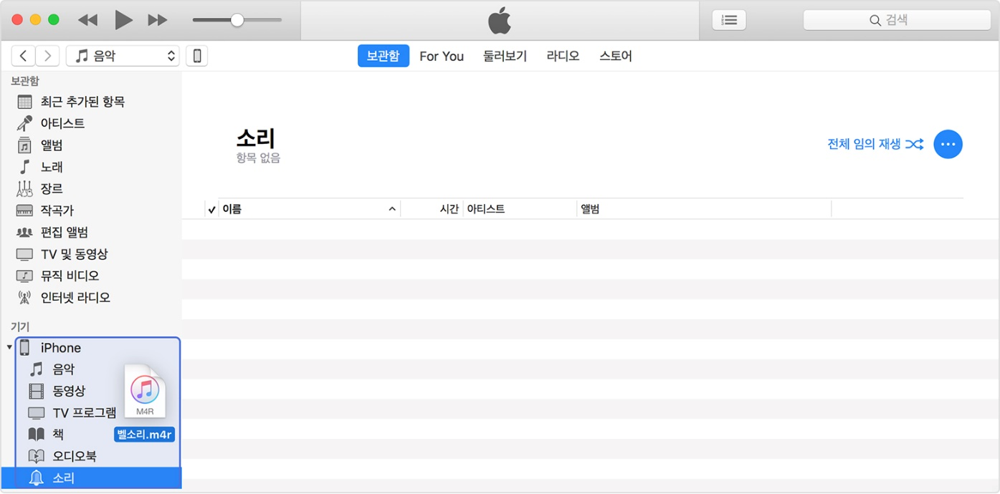 검색
음악
보관함 For You 둘러보기 라디오 스토어
보관함
최근 추가된 항목
아티스트
앨범
노래
장르
작곡가
편집 앨범
TV 및 동영상
뮤직 비디오
인터넷 라디오
기기
iPhone
음악
동영상
TV 프로그램
책
오디오북
소리
M4R
벨소리.m4r
소리
항목 없음
전체 임의 재생
이름 시간 아티스트 앨범